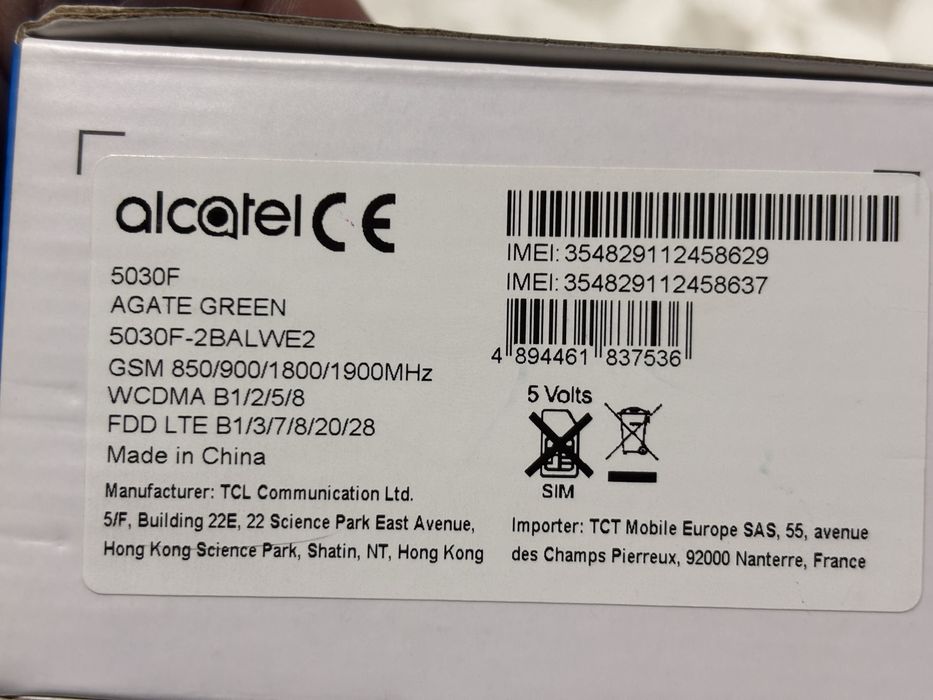 alcatel CE
5030F
AGATE GREEN
5030F-2BALWE2
GSM 850/900/1800/1900MHz
WCDMA B1/2/5/8
FDD LTE B1/3/7/8/20/28
Made in China
Manufacturer: TCL Communication Ltd.
5/F, Building 22E, 22 Science Park East Avenue,
Hong Kong Science Park, Shatin, NT, Hong Kong
IMEI: 354829112458629
IMEI: 354829112458637
4 894461 837536
5 Volts
SIM
Importer: TCT Mobile Europe SAS, 55, avenue
des Champs Pierreux, 92000 Nanterre, France